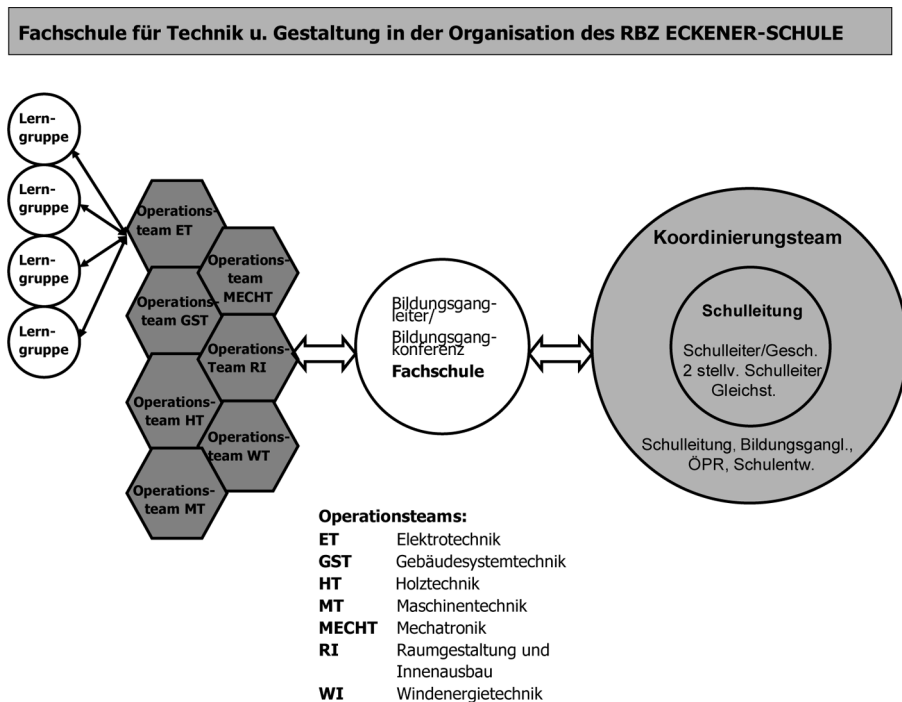 Fachschule für Technik u. Gestaltung in der Organisation des RBZ ECKENER-SCHULE
Lern-
gruppe
Lern-
gruppe
Lern-
gruppe
Lern-
gruppe
Operations-
team ET
Operations-
team
MECHT
Operations-
team GST
Operations-
Team RI
Operations-
team HT
Operations-
team WT
Operations-
team MT
Bildungsgang-
leiter/
Bildungsgang-
konferenz
Fachschule
Koordinierungsteam
Schulleitung
Schulleiter/Gesch.
2 stellv. Schulleiter
Gleichst.
Schulleitung, Bildungsgangl.,
ÖPR, Schulentw.
Operationsteams:
ET Elektrotechnik
GST Gebäudesystemtechnik
HT Holztechnik
MT Maschinentechnik
MECHT Mechatronik
RI Raumgestaltung und
Innenausbau
WI Windenergietechnik